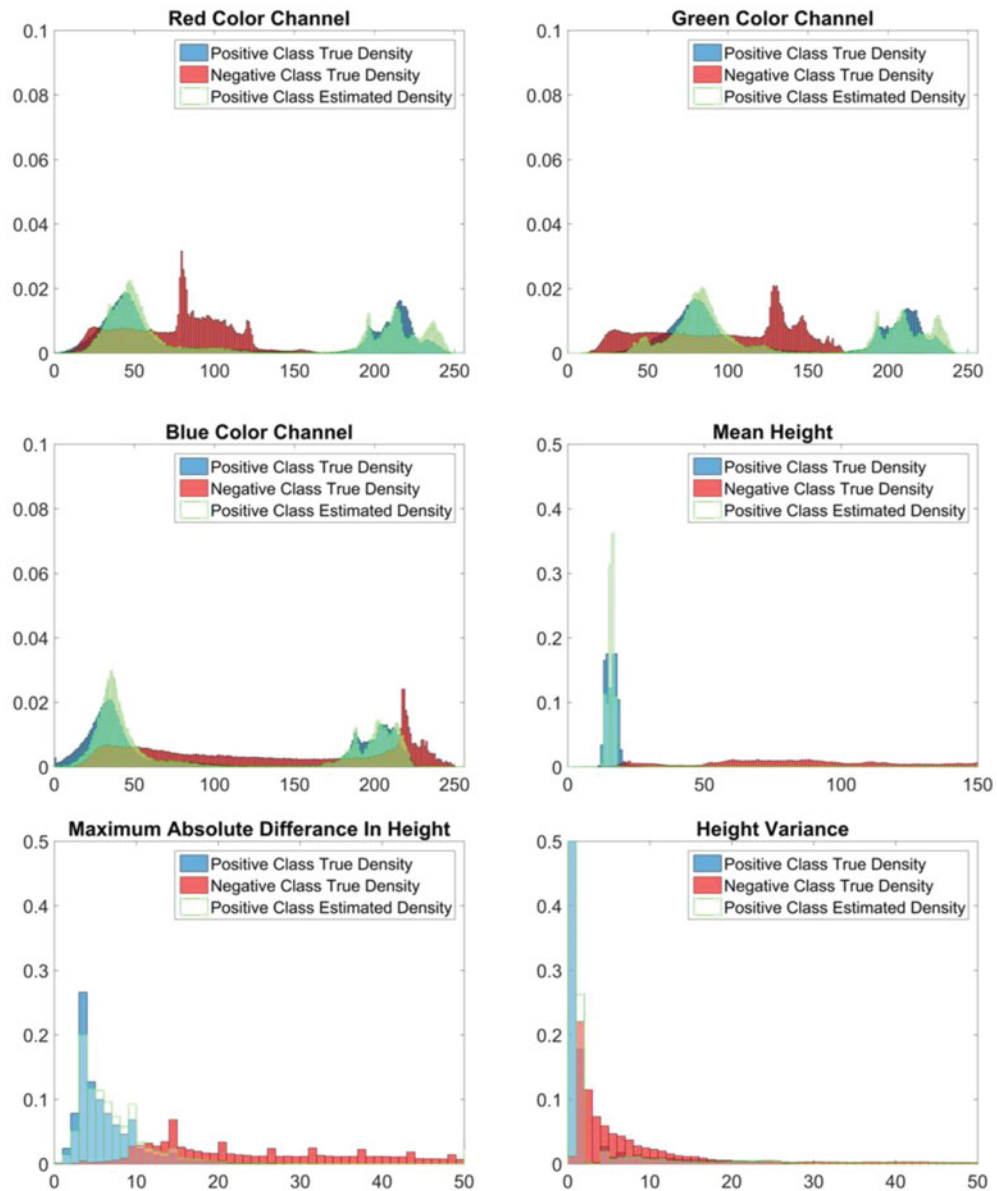 Red Color Channel
0.1
0.08
0.06
0.04
0.02
0
0 50 100 150 200 250
Positive Class True Density
Negative Class True Density
Positive Class Estimated Density
Green Color Channel
0.1
0.08
0.06
0.04
0.02
0
0 50 100 150 200 250
Positive Class True Density
Negative Class True Density
Positive Class Estimated Density
Blue Color Channel
0.1
0.08
0.06
0.04
0.02
0
0 50 100 150 200 250
Positive Class True Density
Negative Class True Density
Positive Class Estimated Density
Mean Height
0.5
0.4
0.3
0.2
0.1
0
0 50 100 150
Positive Class True Density
Negative Class True Density
Positive Class Estimated Density
Maximum Absolute Differance In Height
0.5
0.4
0.3
0.2
0.1
0
0 10 20 30 40 50
Positive Class True Density
Negative Class True Density
Positive Class Estimated Density
Height Variance
0.5
0.4
0.3
0.2
0.1
0
0 10 20 30 40 50
Positive Class True Density
Negative Class True Density
Positive Class Estimated Density